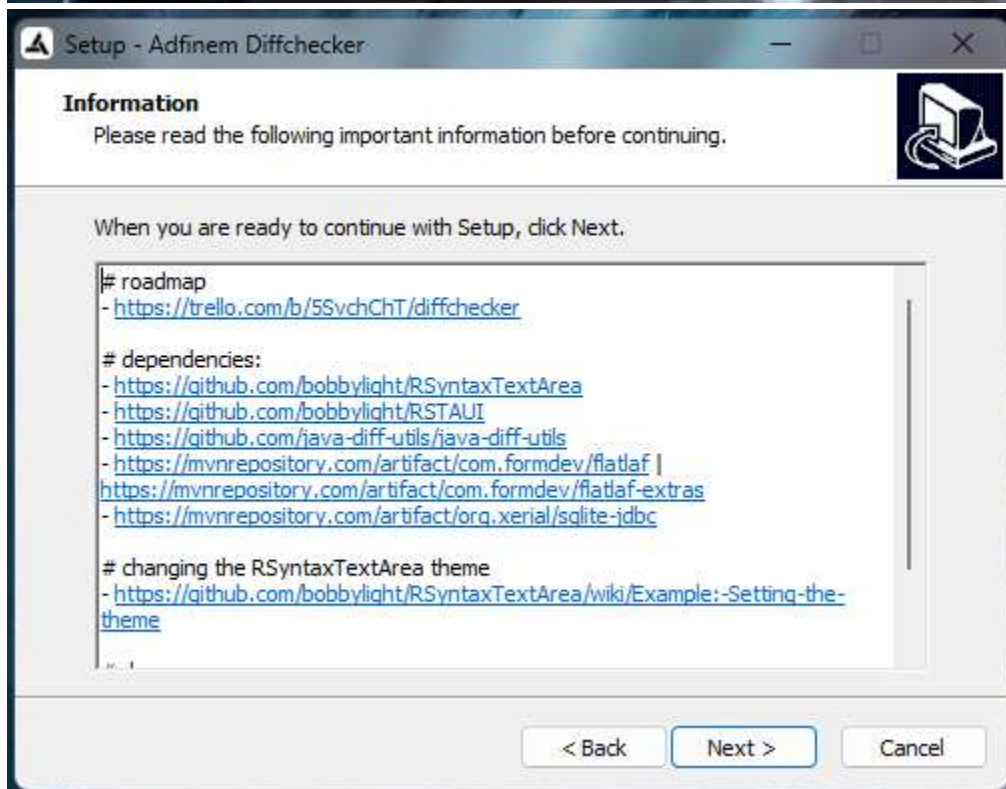 Setup - Adfinem Diffchecker
Information
Please read the following important information before continuing.
When you are ready to continue with Setup, click Next.
# roadmap
- https://trello.com/b/5SvchChT/diffchecker
# dependencies:
- https://github.com/bobbylight/RSyntaxTextArea
- https://github.com/bobbylight/RSTAUI
- https://github.com/java-diff-utils/java-diff-utils
- https://mvnrepository.com/artifact/com.formdev/flatlaf |
https://mvnrepository.com/artifact/com.formdev/flatlaf-extras
- https://mvnrepository.com/artifact/org.xerial/sqlite-jdbc
# changing the RSyntaxTextArea theme
- https://github.com/bobbylight/RSyntaxTextArea/wiki/Example:-Setting-the-
theme
< Back
Next >
Cancel